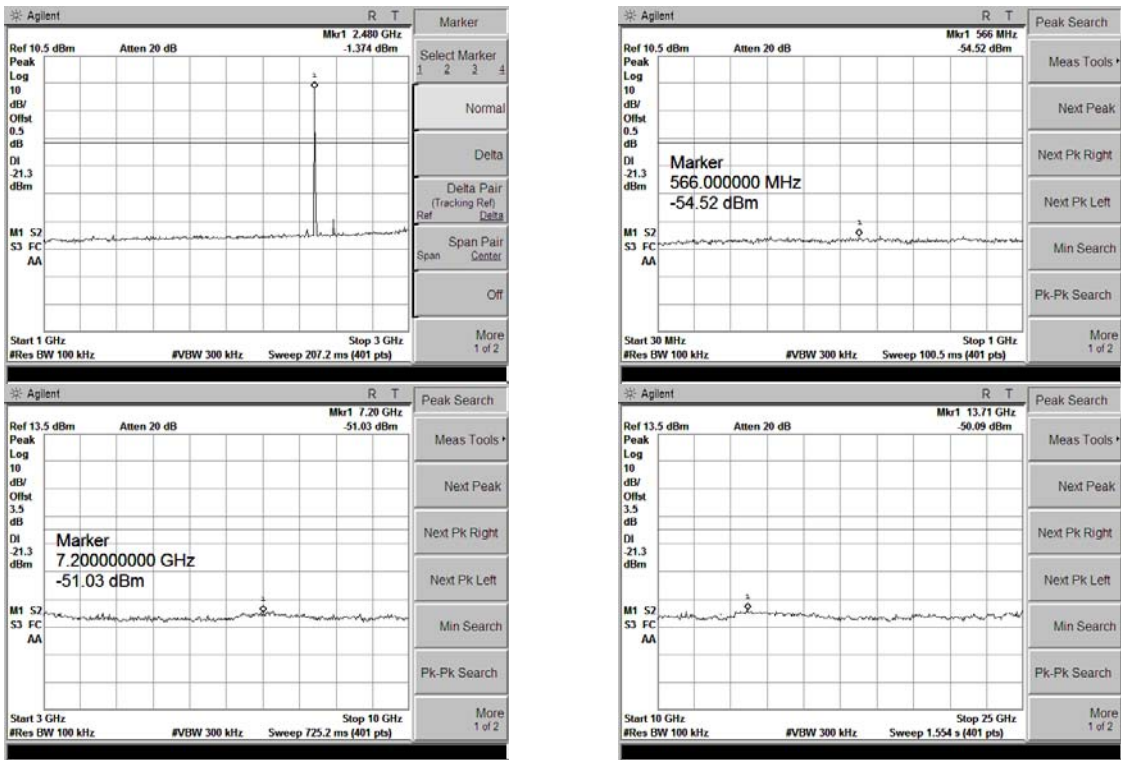 Agilent R T
Mkr1 2.480 GHz
Ref 10.5 dBm Atten 20 dB -1.374 dBm
Peak
Log
10
dB/
Offst
0.5
dB
DI
-21.3
dBm
M1 S2
S3 FC
AA
1
Start 1 GHz Stop 3 GHz
#Res BW 100 kHz #VBW 300 kHz Sweep 207.2 ms (401 pts)
Marker
Select Marker
1 2 3 4
Normal
Delta
Delta Pair
(Tracking Ref)
Ref Delta
Span Pair
Span Center
Off
More
1 of 2
Agilent R T
Mkr1 566 MHz
Ref 10.5 dBm Atten 20 dB -54.52 dBm
Peak
Log
10
dB/
Offst
0.5
dB
DI
-21.3
dBm
Marker
566.000000 MHz
-54.52 dBm
M1 S2
S3 FC
AA
1
Start 30 MHz Stop 1 GHz
#Res BW 100 kHz #VBW 300 kHz Sweep 100.5 ms (401 pts)
Peak Search
Meas Tools
Next Peak
Next Pk Right
Next Pk Left
Min Search
Pk-Pk Search
More
1 of 2
Agilent R T
Mkr1 7.20 GHz
Ref 13.5 dBm Atten 20 dB -51.03 dBm
Peak
Log
10
dB/
Offst
3.5
dB
DI
-21.3
dBm
Marker
7.200000000 GHz
-51.03 dBm
M1 S2
S3 FC
AA
1
Start 3 GHz Stop 10 GHz
#Res BW 100 kHz #VBW 300 kHz Sweep 725.2 ms (401 pts)
Peak Search
Meas Tools
Next Peak
Next Pk Right
Next Pk Left
Min Search
Pk-Pk Search
More
1 of 2
Agilent R T
Mkr1 13.71 GHz
Ref 13.5 dBm Atten 20 dB -50.09 dBm
Peak
Log
10
dB/
Offst
3.5
dB
DI
-21.3
dBm
M1 S2
S3 FC
AA
1
Start 10 GHz Stop 25 GHz
#Res BW 100 kHz #VBW 300 kHz Sweep 1.554 s (401 pts)
Peak Search
Meas Tools
Next Peak
Next Pk Right
Next Pk Left
Min Search
Pk-Pk Search
More
1 of 2